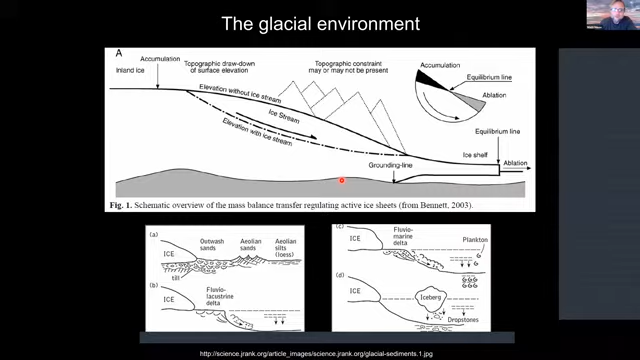 The glacial environment
A
Accumulation
Inland ice
Topographic draw-down
of surface elevation
Topographic constraint
may or may not be present
Elevation without ice stream
Ice Stream
Elevation with ice stream
Accumulation
Equilibrium line
Ablation
Equilibrium line
Ice shelf
Ablation
Grounding-line
Fig. 1. Schematic overview of the mass balance transfer regulating active ice sheets (from Bennett, 2003).
(a)
ICE
Outwash
sands
Aeolian
sands
Aeolian
silts
(loess)
till
(b)
ICE
Fluvio-
lacustrine
delta
(c)
ICE
Fluvio-
marine
delta
Plankton
(d)
ICE
Iceberg
Dropstones
http://science.jrank.org/article_images/science.jrank.org/glacial-sediments.1.jpg